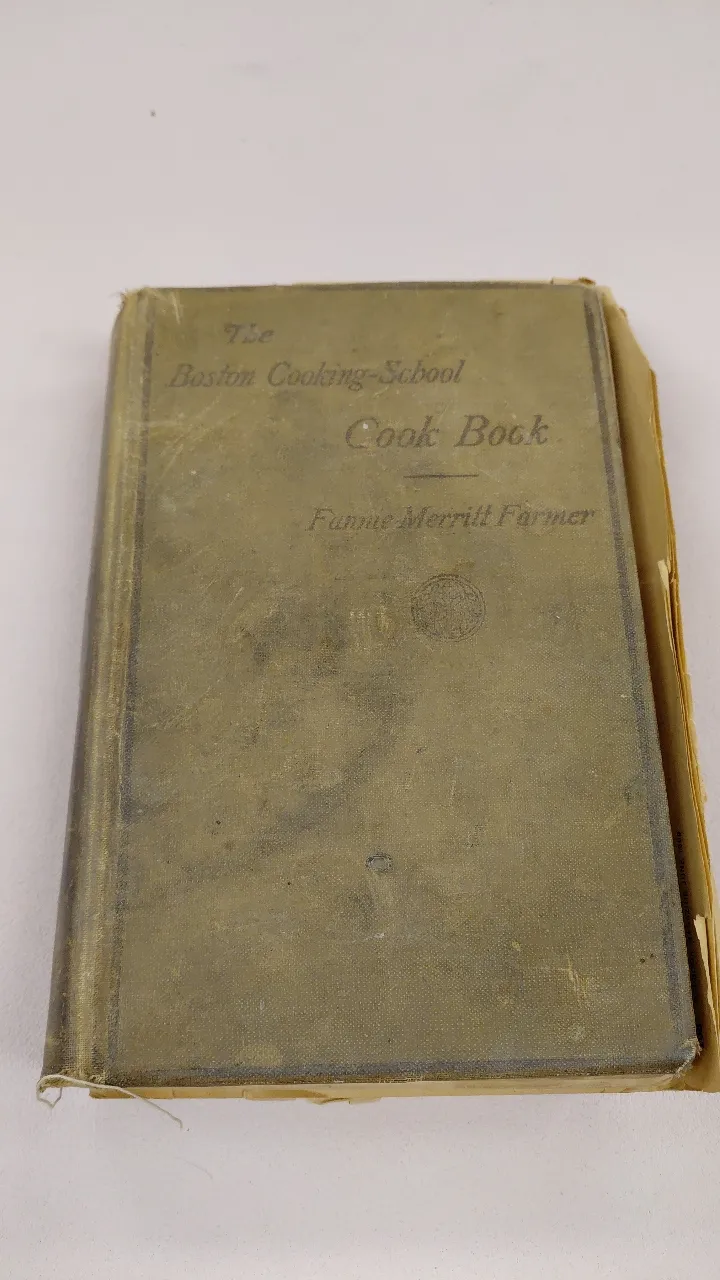 The
Boston Cooking-School
Cook Book
Fannie Merritt Farmer